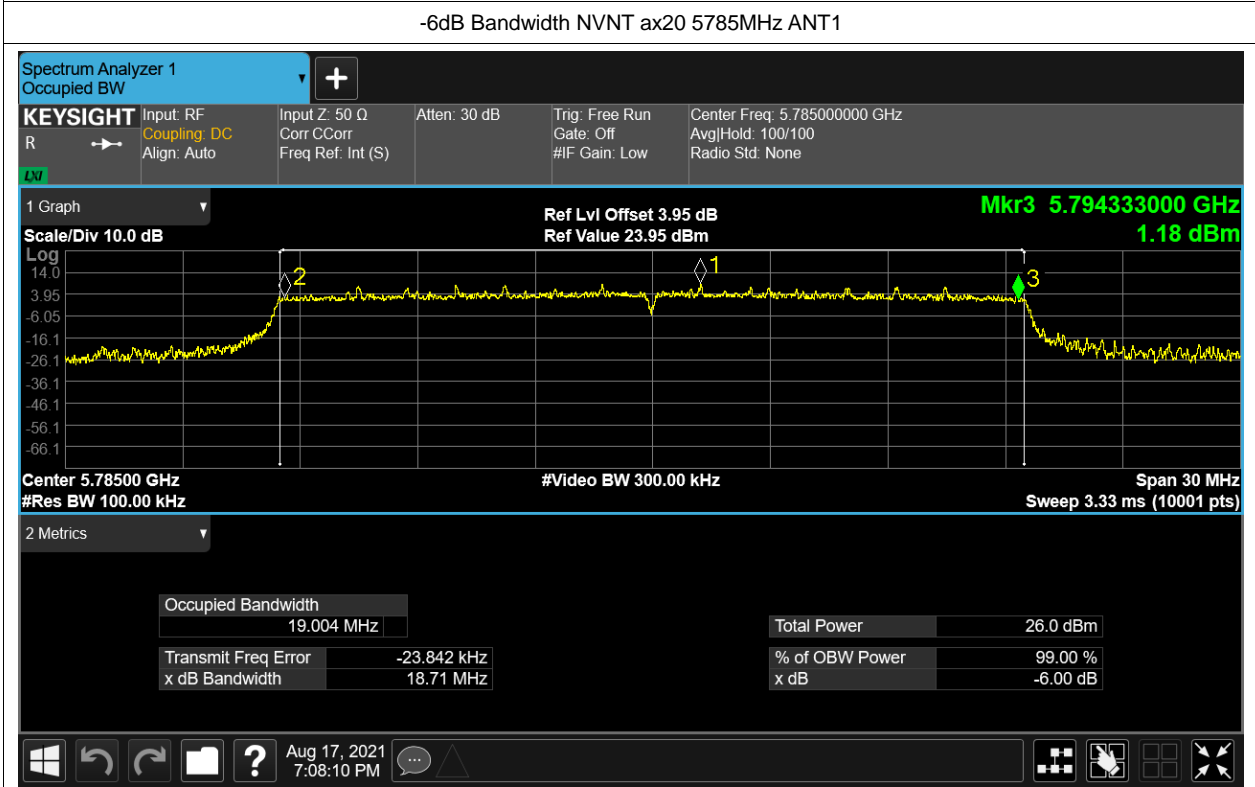 -6dB Bandwidth NVNT ax20 5785MHz ANT1
Spectrum Analyzer 1
Occupied BW
▼
+
KEYSIGHT
R
LXI
Input: RF
Coupling: DC
Align: Auto
Input Z: 50 Ω
Corr CCorr
Freq Ref: Int (S)
Atten: 30 dB
Trig: Free Run
Gate: Off
#IF Gain: Low
Center Freq: 5.785000000 GHz
Avg|Hold: 100/100
Radio Std: None
1 Graph ▼
Scale/Div 10.0 dB
Ref Lvl Offset 3.95 dB
Ref Value 23.95 dBm
Mkr3 5.794333000 GHz
1.18 dBm
Log
14.0
3.95
-6.05
-16.1
-26.1
-36.1
-46.1
-56.1
-66.1
2
1
3
Center 5.78500 GHz
#Res BW 100.00 kHz
#Video BW 300.00 kHz
Span 30 MHz
Sweep 3.33 ms (10001 pts)
2 Metrics ▼
Occupied Bandwidth
19.004 MHz
Transmit Freq Error -23.842 kHz
x dB Bandwidth 18.71 MHz
Total Power 26.0 dBm
% of OBW Power 99.00 %
x dB -6.00 dB
?
Aug 17, 2021
7:08:10 PM